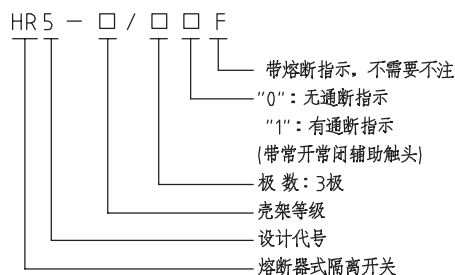 HR5-□/□□F
带熔断指示，不需要不注
"0"：无通断指示
"1"：有通断指示
(带常开常闭辅助触头)
极 数：3极
壳架等级
设计代号
熔断器式隔离开关